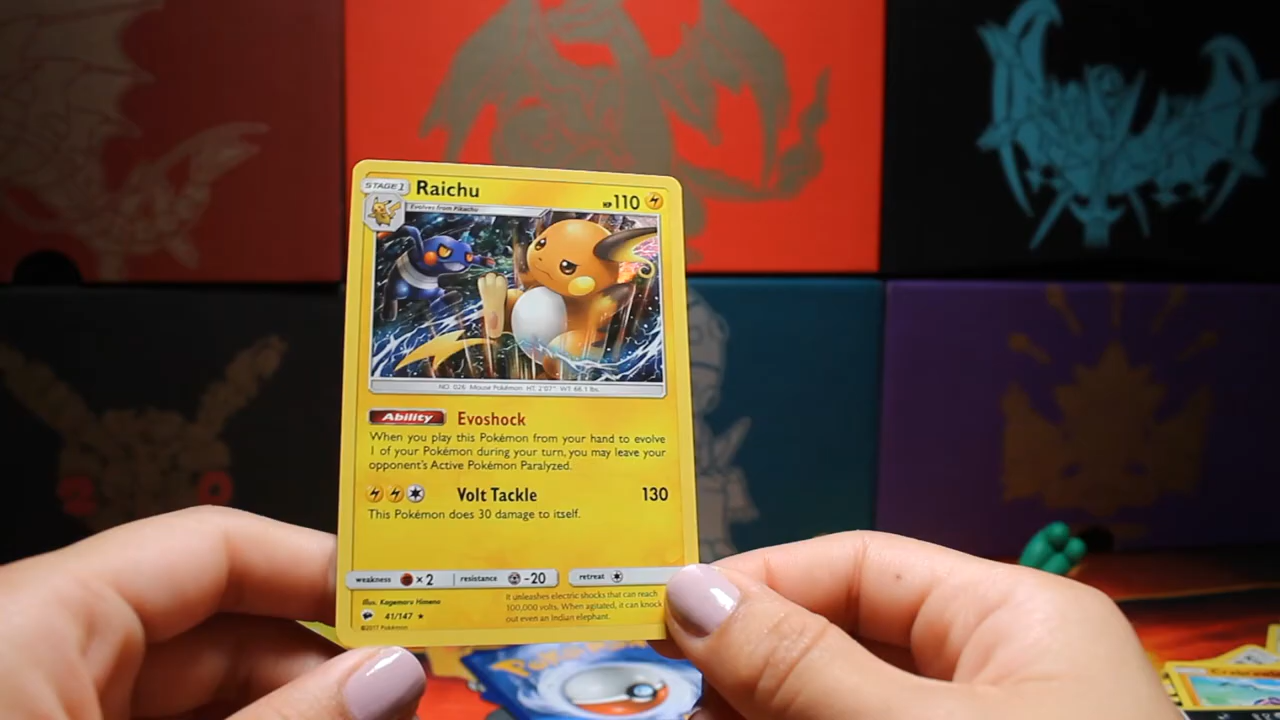 STAGE 1 Raichu HP 110
Evolves from Pikachu
NO. 026 Mouse Pokémon HT: 2'07" WT: 66.1 lbs.
Ability Evoshock
When you play this Pokémon from your hand to evolve
1 of your Pokémon during your turn, you may leave your
opponent's Active Pokémon Paralyzed.
Volt Tackle 130
This Pokémon does 30 damage to itself.
weakness ×2 resistance -20 retreat
Illus. Kagemaru Himeno
It unleashes electric shocks that can reach
100,000 volts. When agitated, it can knock
out even an Indian elephant.
41/147 ★
©2017 Pokémon